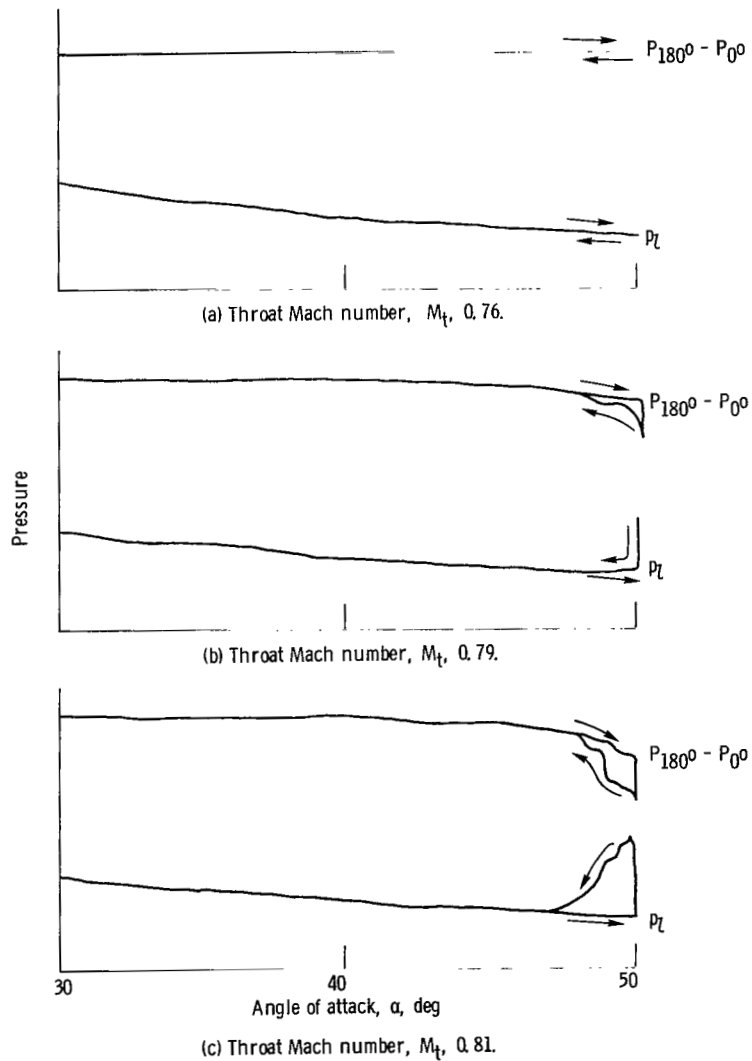 P180° - P0°
pl
(a) Throat Mach number, Mt, 0.76.
P180° - P0°
pl
(b) Throat Mach number, Mt, 0.79.
Pressure
P180° - P0°
pl
30 40 50
Angle of attack, α, deg
(c) Throat Mach number, Mt, 0.81.